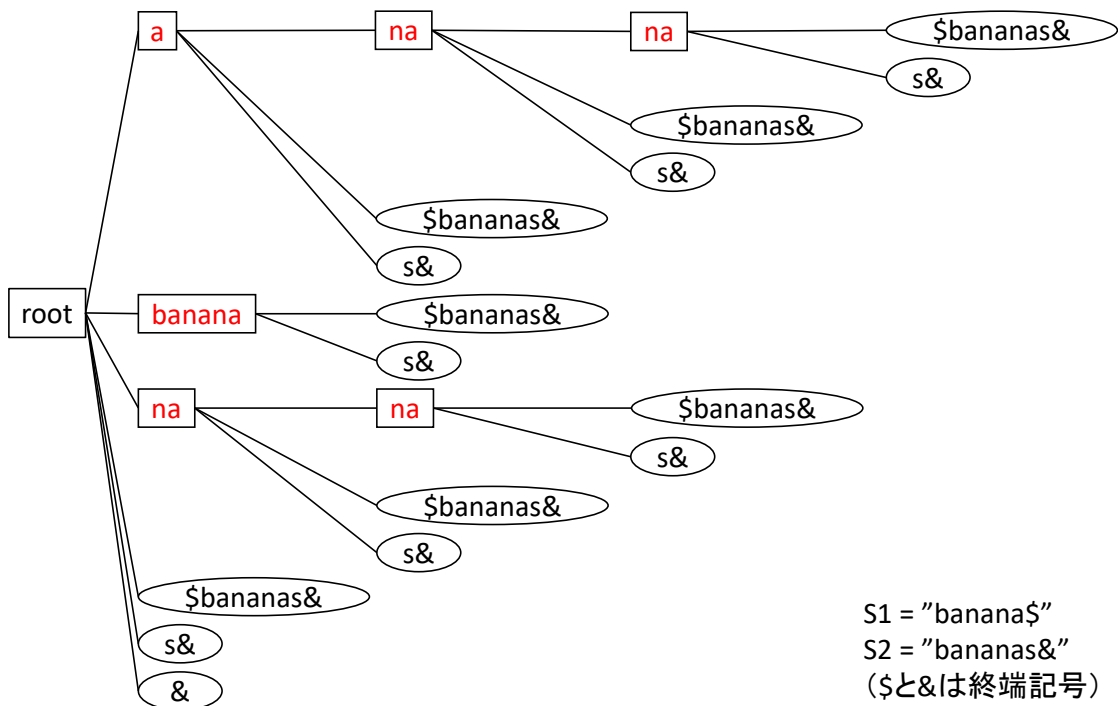 a na na $bananas&
s&
$bananas&
s&
$bananas&
s&
root banana $bananas&
s&
na na $bananas&
s&
$bananas&
s&
$bananas&
s&
&
S1 = ”banana$”
S2 = ”bananas&”
（$と&は終端記号）